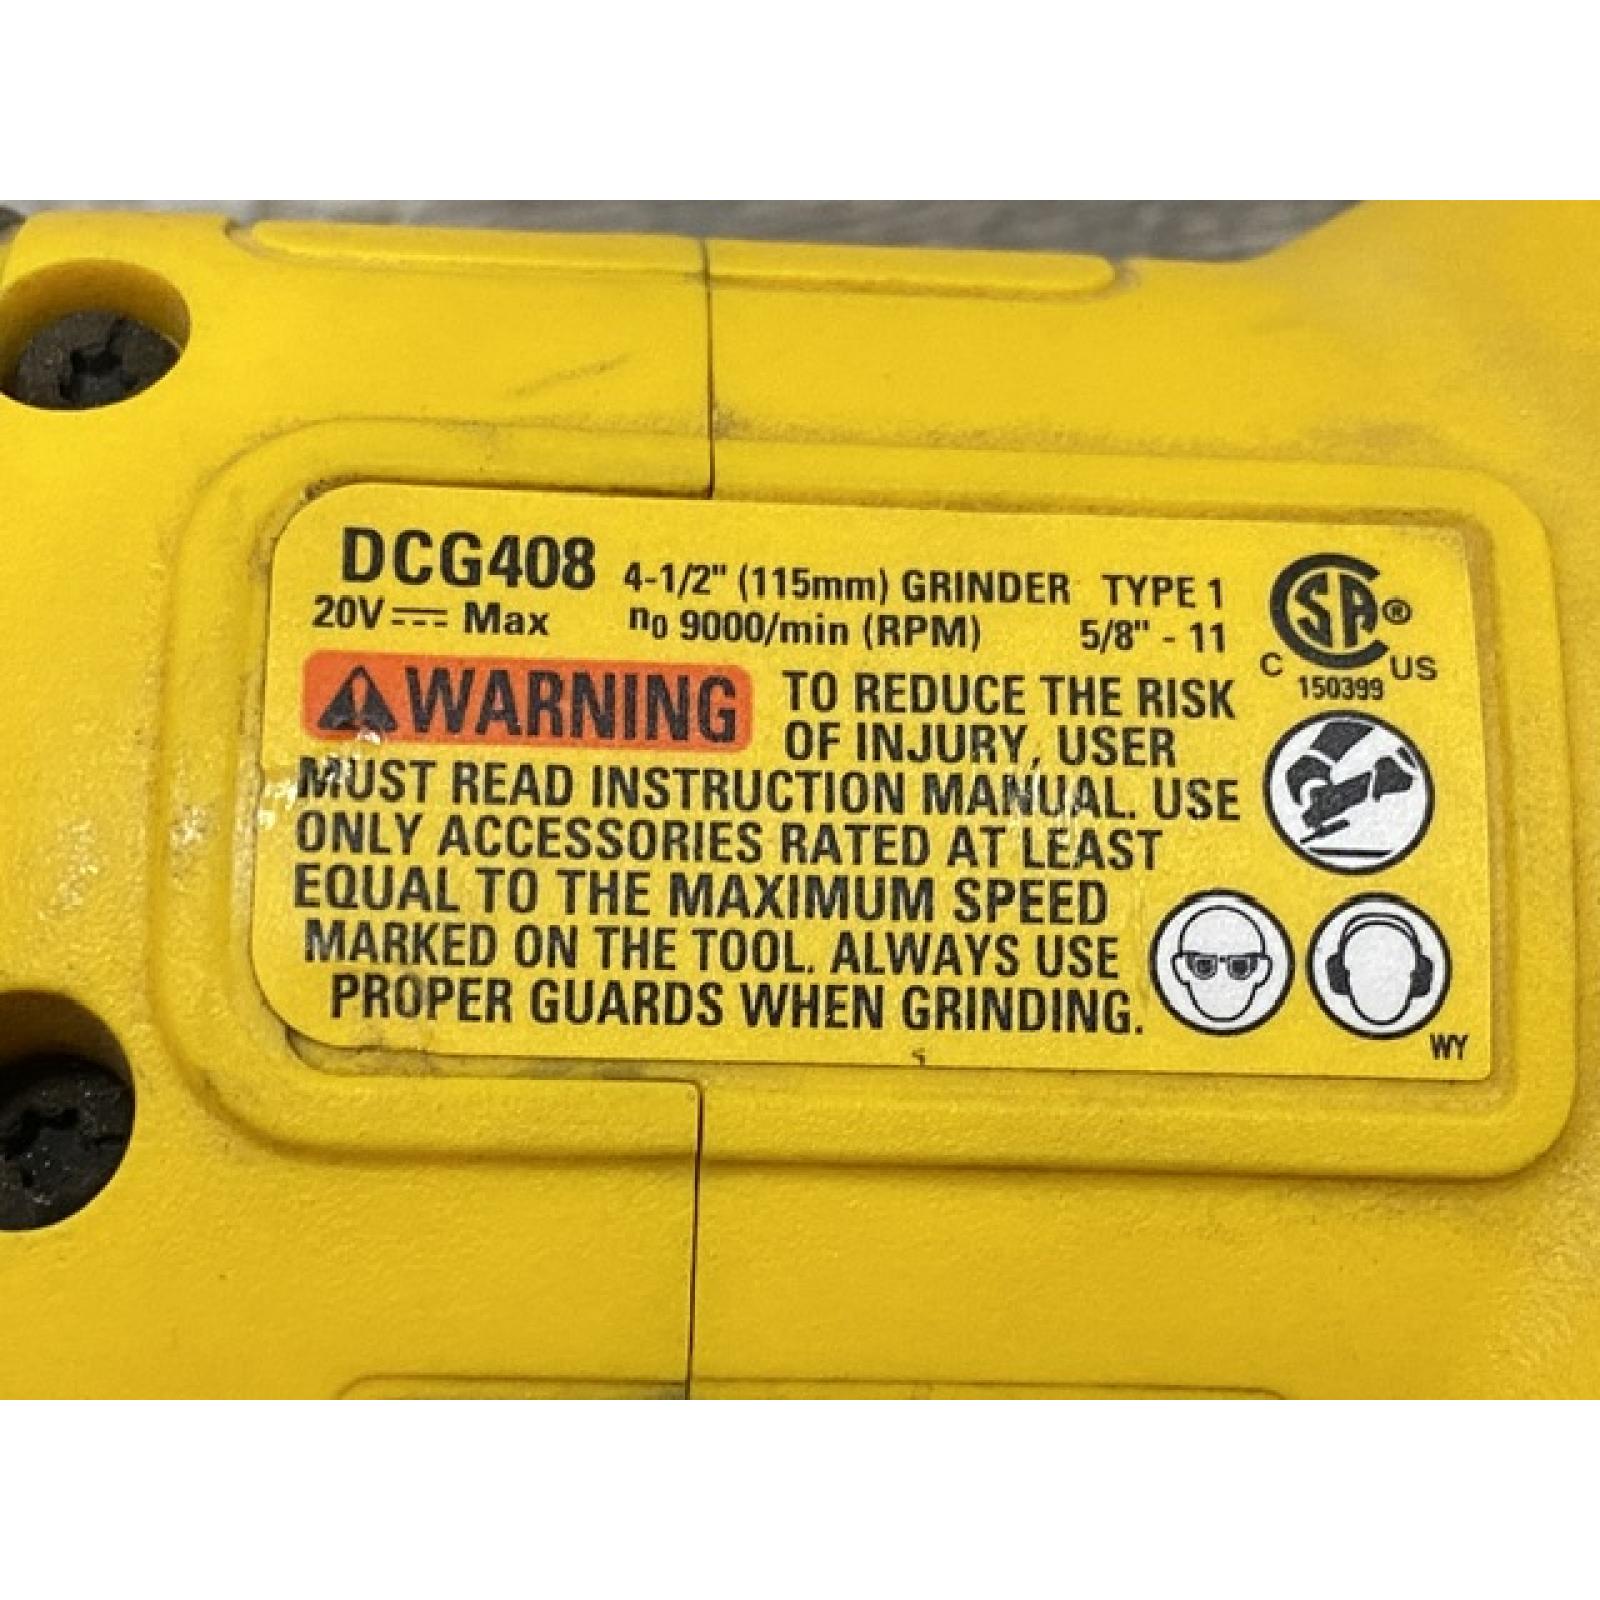 DCG408 4-1/2" (115mm) GRINDER TYPE 1
20V Max n0 9000/min (RPM) 5/8" - 11
CSA®
C US
150399
WARNING TO REDUCE THE RISK
OF INJURY, USER
MUST READ INSTRUCTION MANUAL. USE
ONLY ACCESSORIES RATED AT LEAST
EQUAL TO THE MAXIMUM SPEED
MARKED ON THE TOOL. ALWAYS USE
PROPER GUARDS WHEN GRINDING.
WY